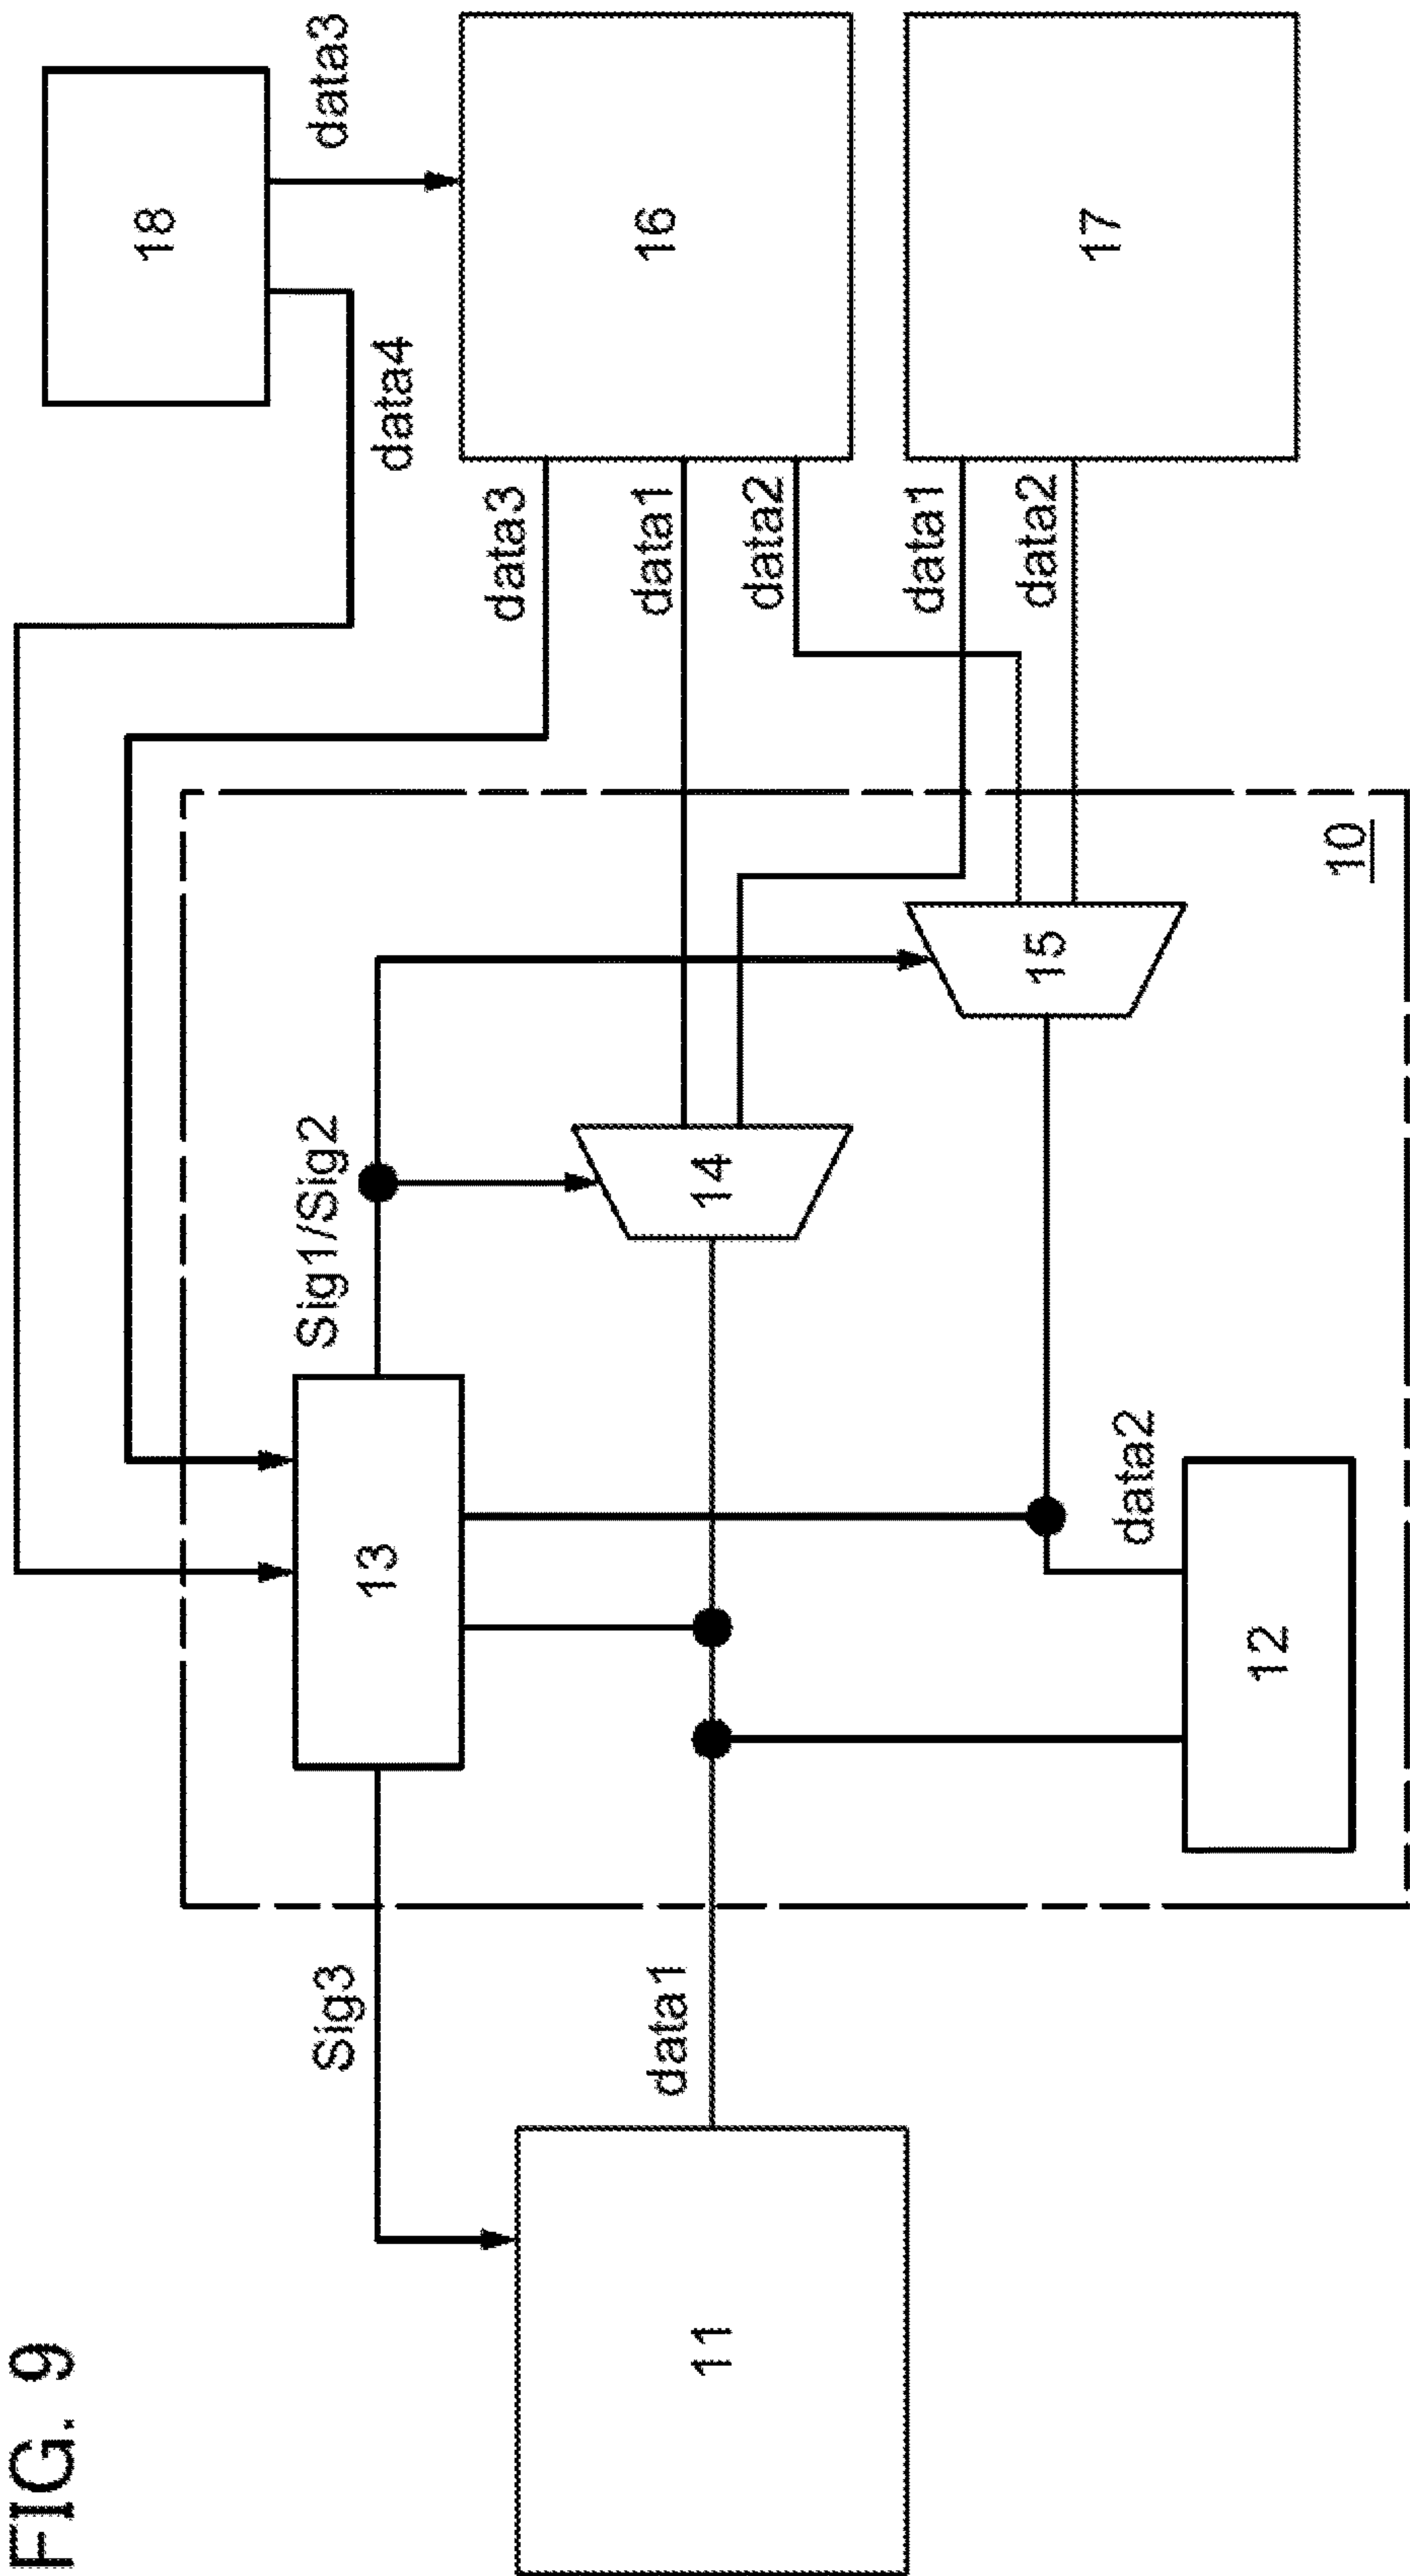 FIG. 9
18
data3
data4
Sig1/Sig2
Sig3
13
data3
16
data1
data2
14
data1
11
data1
data2
17
15
data2
12
10